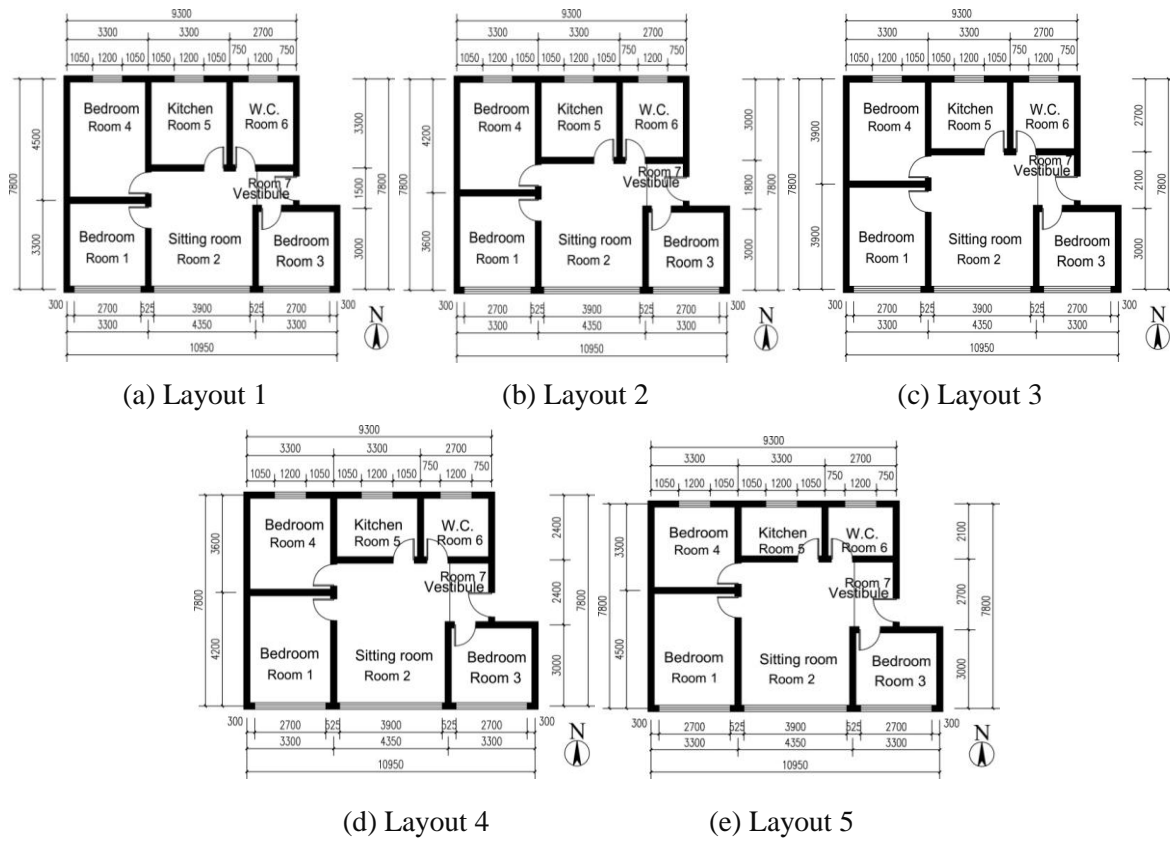 9300
3300 3300 2700
1050 1200 1050 1050 1200 1050 750 1200 750
7800
4500
3300
Bedroom
Room 4
Kitchen
Room 5
W.C.
Room 6
Room 7
Vestibule
Bedroom
Room 1
Sitting room
Room 2
Bedroom
Room 3
3300
1500
3000
7800
300 2700 525 3900 525 2700 300
3300 4350 3300
10950
N
(a) Layout 1
9300
3300 3300 2700
1050 1200 1050 1050 1200 1050 750 1200 750
7800
4200
3600
Bedroom
Room 4
Kitchen
Room 5
W.C.
Room 6
Room 7
Vestibule
Bedroom
Room 1
Sitting room
Room 2
Bedroom
Room 3
3000
1800
3000
7800
300 2700 525 3900 525 2700 300
3300 4350 3300
10950
N
(b) Layout 2
9300
3300 3300 2700
1050 1200 1050 1050 1200 1050 750 1200 750
7800
3900
3900
Bedroom
Room 4
Kitchen
Room 5
W.C.
Room 6
Room 7
Vestibule
Bedroom
Room 1
Sitting room
Room 2
Bedroom
Room 3
2700
2100
3000
7800
300 2700 525 3900 525 2700 300
3300 4350 3300
10950
N
(c) Layout 3
9300
3300 3300 2700
1050 1200 1050 1050 1200 1050 750 1200 750
7800
3600
4200
Bedroom
Room 4
Kitchen
Room 5
W.C.
Room 6
Room 7
Vestibule
Bedroom
Room 1
Sitting room
Room 2
Bedroom
Room 3
2400
2400
3000
7800
300 2700 525 3900 525 2700 300
3300 4350 3300
10950
N
(d) Layout 4
9300
3300 3300 2700
1050 1200 1050 1050 1200 1050 750 1200 750
7800
3300
4500
Bedroom
Room 4
Kitchen
Room 5
W.C.
Room 6
Room 7
Vestibule
Bedroom
Room 1
Sitting room
Room 2
Bedroom
Room 3
2100
2700
3000
7800
300 2700 525 3900 525 2700 300
3300 4350 3300
10950
N
(e) Layout 5